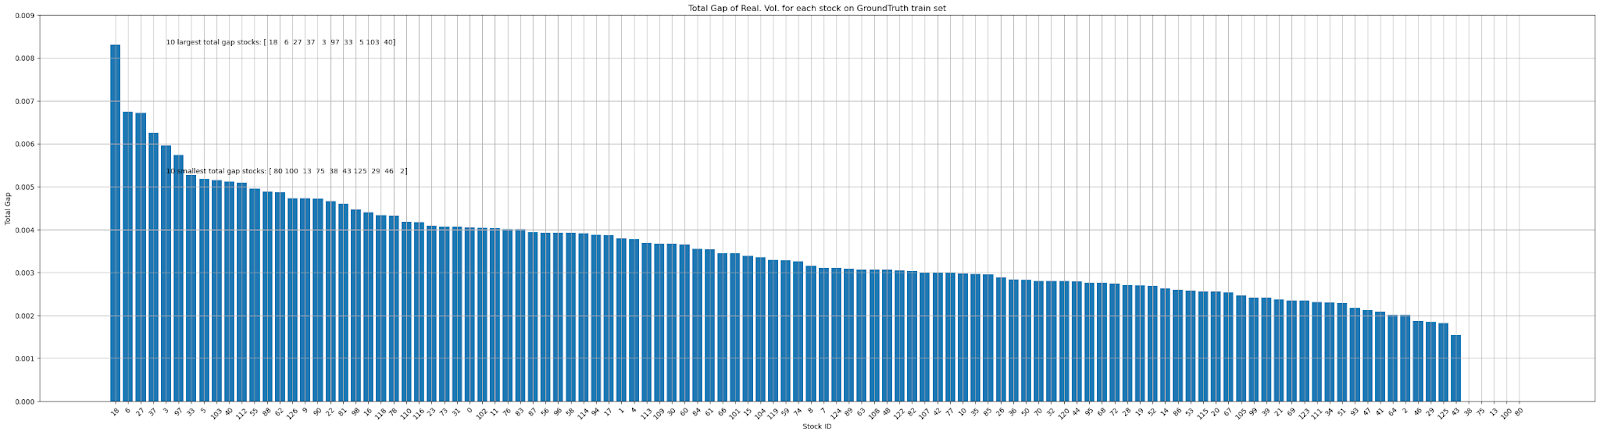 Total Gap of Real. Vol. for each stock on GroundTruth train set
10 largest total gap stocks: [ 18 6 27 37 3 97 33 5 103 40]
10 smallest total gap stocks: [ 80 100 13 75 38 43 125 29 46 2]
Total Gap
0.009
0.008
0.007
0.006
0.005
0.004
0.003
0.002
0.001
0.000
18 6 27 37 3 97 33 5 103 40 112 55 88 62 126 9 90 22 81 98 16 118 78 110 116 23 73 31 0 102 11 76 83 87 56 96 58 114 94 17 1 4 113 109 30 60 84 61 66 101 15 104 119 59 74 8 7 124 89 63 108 48 122 82 107 42 77 10 35 85 26 36 50 70 32 120 44 95 68 72 28 19 52 14 86 53 115 20 67 105 99 39 21 69 123 111 34 51 93 47 41 64 2 46 29 125 43 38 75 13 100 80
Stock ID